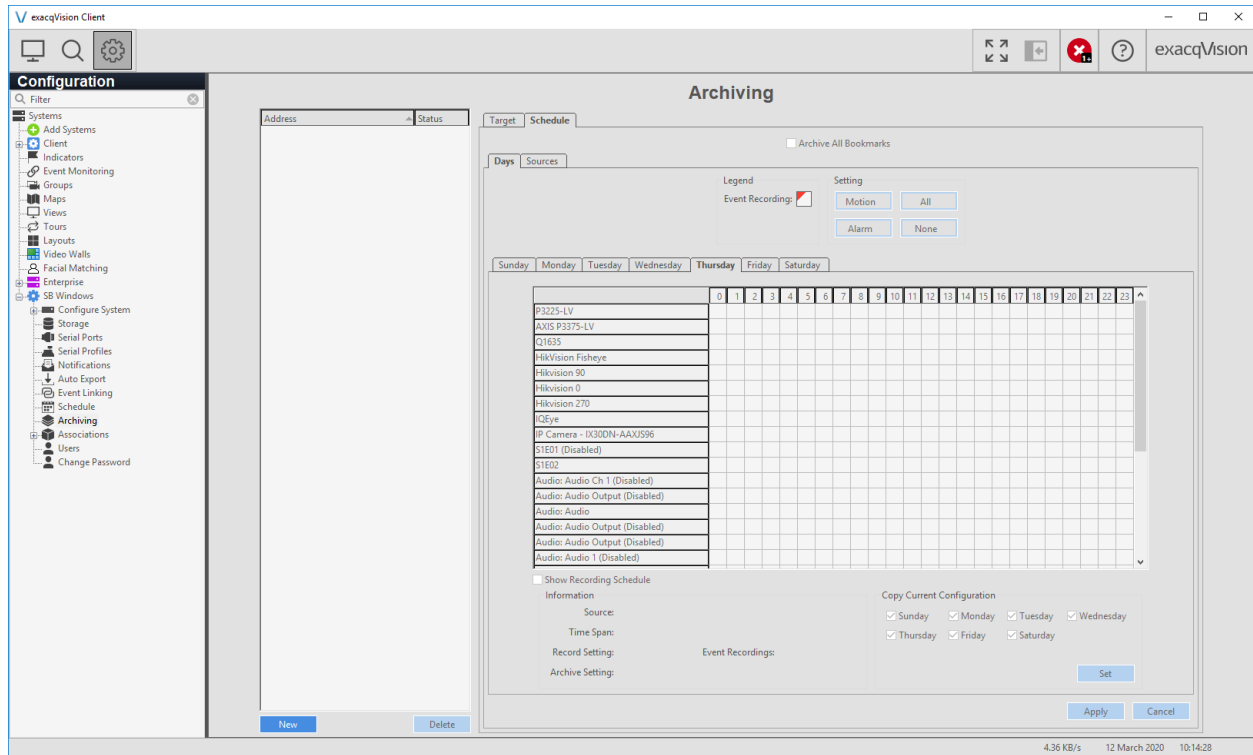 exacqVision Client
exacqVision
1+
Configuration
Filter
Systems
Add Systems
Client
Indicators
Event Monitoring
Groups
Maps
Views
Tours
Layouts
Video Walls
Facial Matching
Enterprise
SB Windows
Configure System
Storage
Serial Ports
Serial Profiles
Notifications
Auto Export
Event Linking
Schedule
Archiving
Associations
Users
Change Password
Archiving
Address Status
New Delete
Target Schedule
Archive All Bookmarks
Days Sources
Legend
Event Recording:
Setting
Motion All
Alarm None
Sunday Monday Tuesday Wednesday Thursday Friday Saturday
0 1 2 3 4 5 6 7 8 9 10 11 12 13 14 15 16 17 18 19 20 21 22 23
P3225-LV
AXIS P3375-LV
Q1635
HikVision Fisheye
Hikvision 90
Hikvision 0
Hikvision 270
IQEye
IP Camera - IX30DN-AAXJS96
S1E01 (Disabled)
S1E02
Audio: Audio Ch 1 (Disabled)
Audio: Audio Output (Disabled)
Audio: Audio
Audio: Audio Output (Disabled)
Audio: Audio Output (Disabled)
Audio: Audio 1 (Disabled)
Show Recording Schedule
Information
Source:
Time Span:
Record Setting: Event Recordings:
Archive Setting:
Copy Current Configuration
Sunday Monday Tuesday Wednesday
Thursday Friday Saturday
Set
Apply Cancel
4.36 KB/s 12 March 2020 10:14:28